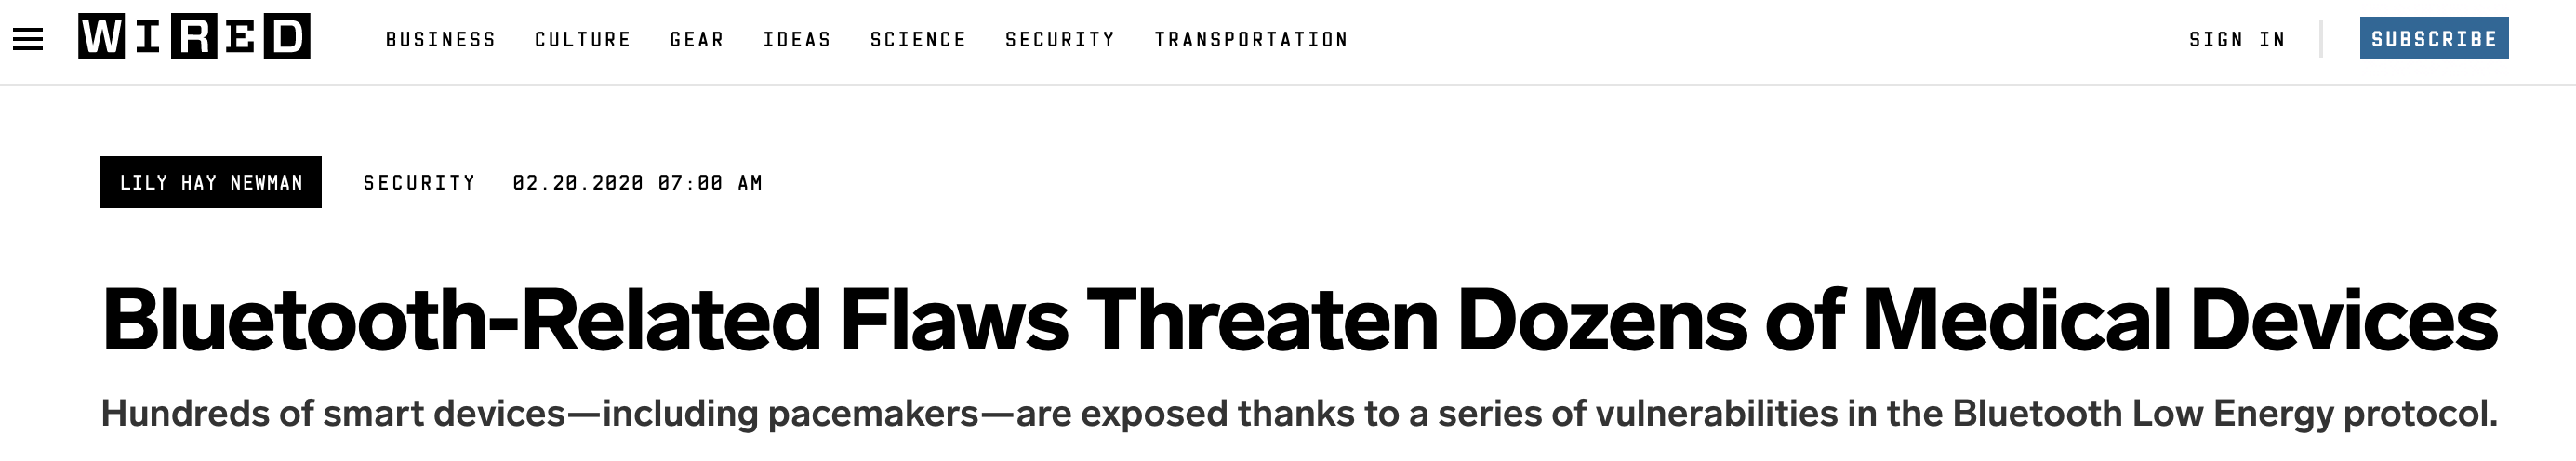 WIRED BUSINESS CULTURE GEAR IDEAS SCIENCE SECURITY TRANSPORTATION SIGN IN SUBSCRIBE
LILY HAY NEWMAN SECURITY 02.20.2020 07:00 AM
Bluetooth-Related Flaws Threaten Dozens of Medical Devices
Hundreds of smart devices—including pacemakers—are exposed thanks to a series of vulnerabilities in the Bluetooth Low Energy protocol.